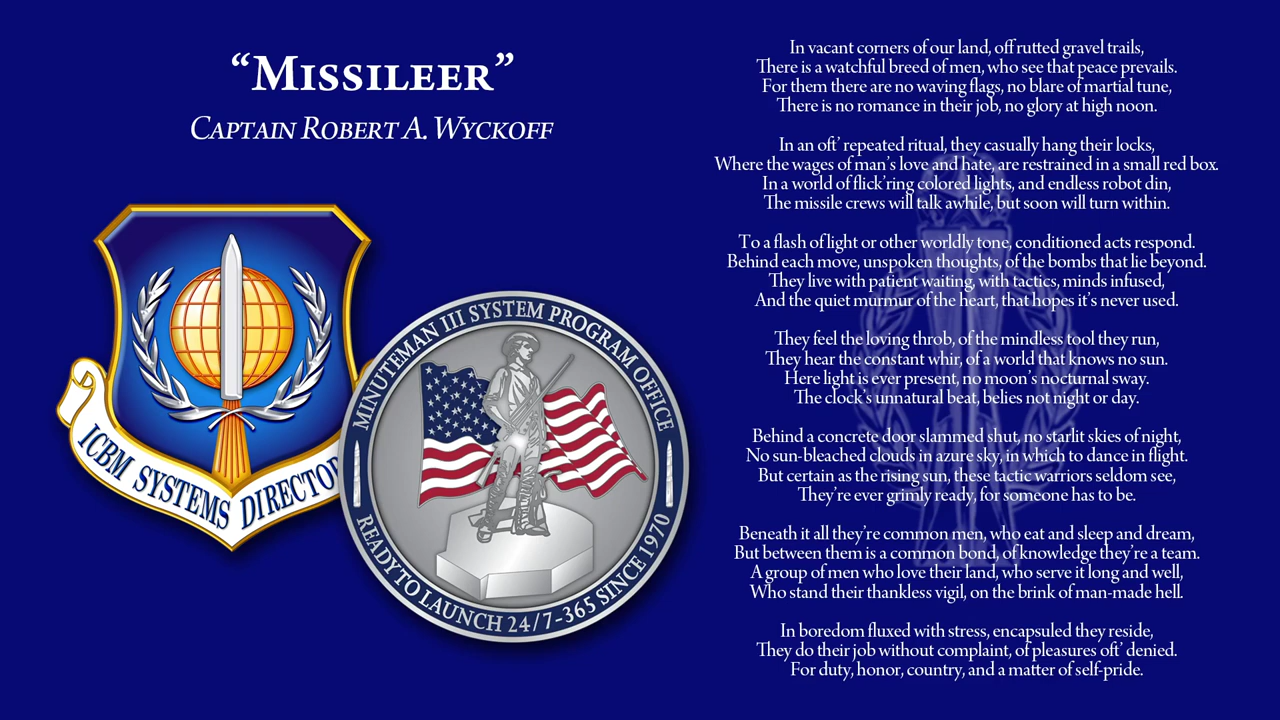 “Missileer”
Captain Robert A. Wyckoff
ICBM SYSTEMS
MINUTEMAN III SYSTEM PROGRAM OFFICE
READY TO LAUNCH 24/7-365 SINCE 1970
In vacant corners of our land, off rutted gravel trails,
There is a watchful breed of men, who see that peace prevails.
For them there are no waving flags, no blare of martial tune,
There is no romance in their job, no glory at high noon.
In an oft’ repeated ritual, they casually hang their locks,
Where the wages of man’s love and hate, are restrained in a small red box.
In a world of flick’ring colored lights, and endless robot din,
The missile crews will talk awhile, but soon will turn within.
To a flash of light or other worldly tone, conditioned acts respond.
Behind each move, unspoken thoughts, of the bombs that lie beyond.
They live with patient waiting, with tactics, minds infused,
And the quiet murmur of the heart, that hopes it’s never used.
They feel the loving throb, of the mindless tool they run,
They hear the constant whir, of a world that knows no sun.
Here light is ever present, no moon’s nocturnal sway.
The clock’s unnatural beat, belies not night or day.
Behind a concrete door slammed shut, no starlit skies of night,
No sun-bleached clouds in azure sky, in which to dance in flight.
But certain as the rising sun, these tactic warriors seldom see,
They’re ever grimly ready, for someone has to be.
Beneath it all they’re common men, who eat and sleep and dream,
But between them is a common bond, of knowledge they’re a team.
A group of men who love their land, who serve it long and well,
Who stand their thankless vigil, on the brink of man-made hell.
In boredom fluxed with stress, encapsuled they reside,
They do their job without complaint, of pleasures oft’ denied.
For duty, honor, country, and a matter of self-pride.